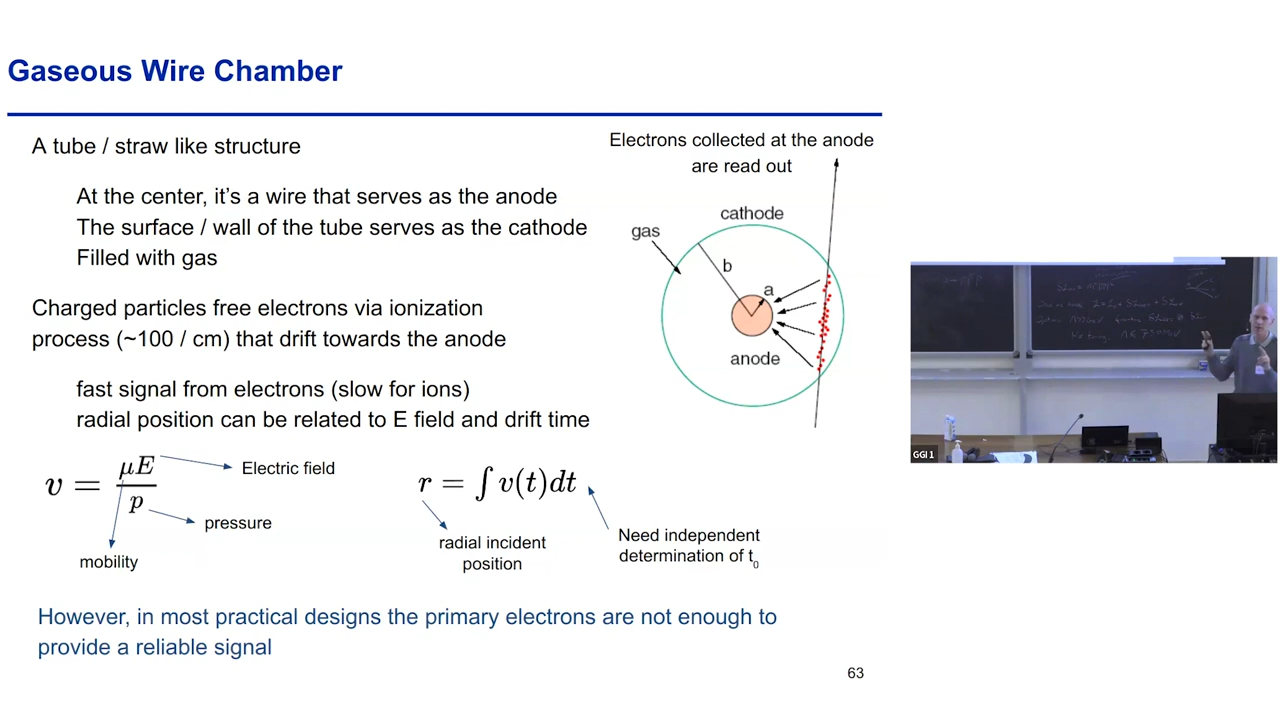 Gaseous Wire Chamber
A tube / straw like structure
At the center, it's a wire that serves as the anode
The surface / wall of the tube serves as the cathode
Filled with gas
Charged particles free electrons via ionization
process (~100 / cm) that drift towards the anode
fast signal from electrons (slow for ions)
radial position can be related to E field and drift time
Electrons collected at the anode
are read out
cathode
gas
b
a
anode
v = μE / p
Electric field
pressure
mobility
r = ∫ v(t)dt
radial incident
position
Need independent
determination of t₀
However, in most practical designs the primary electrons are not enough to
provide a reliable signal
63
GGI 1